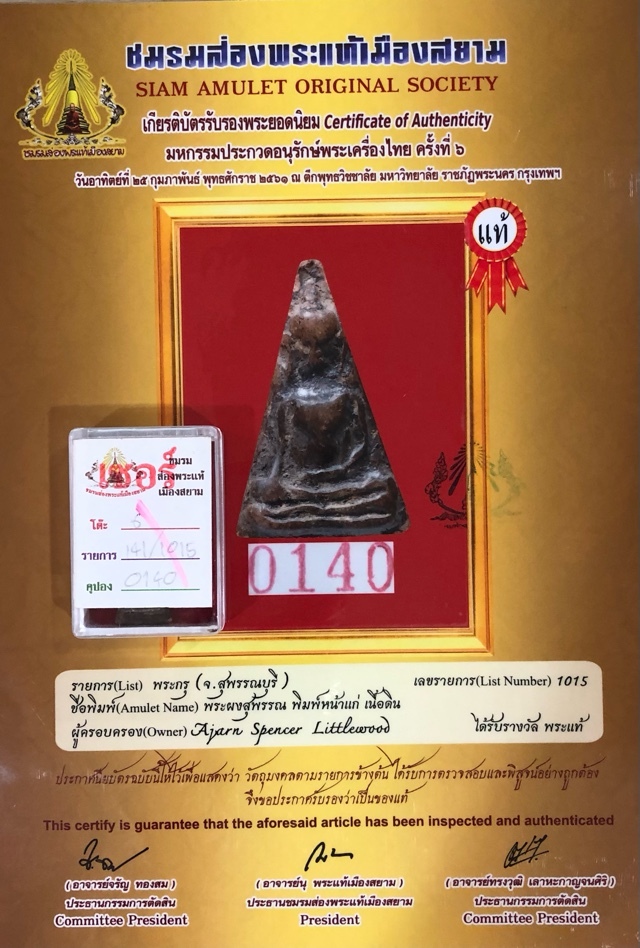 ชมรมส่องพระแท้เมืองสยาม
SIAM AMULET ORIGINAL SOCIETY
เกียรติบัตรรับรองพระยอดนิยม Certificate of Authenticity
มหกรรมประกวดอนุรักษ์พระเครื่องไทย ครั้งที่ ๖
วันอาทิตย์ที่ ๒๕ กุมภาพันธ์ พุทธศักราช ๒๕๖๑ ณ ตึกพุทธวิชชาลัย มหาวิทยาลัย ราชภัฏพระนคร กรุงเทพฯ
ชมรมส่องพระแท้เมืองสยาม
แท้
เซอร์
ชมรม
ส่องพระแท้
เมืองสยาม
โต๊ะ
รายการ 141/1015
คูปอง 0140
0140
รายการ(List) พระกรุ (จ.สุพรรณบุรี) เลขรายการ(List Number) 1015
ชื่อพิมพ์(Amulet Name) พระผงสุพรรณ พิมพ์หน้าแก่ เนื้อดิน
ผู้ครอบครอง(Owner) Ajarn Spencer Littlewood ได้รับรางวัล พระแท้
ประกาศนียบัตรฉบับนี้ให้ไว้เพื่อแสดงว่า วัตถุมงคลตามรายการข้างต้น ได้รับการตรวจสอบและพิสูจน์อย่างถูกต้อง
จึงขอประกาศรับรองว่าเป็นของแท้
This certify is guarantee that the aforesaid article has been inspected and authenticated
(อาจารย์จรัญ ทองสม) (อาจารย์นุ พระแท้เมืองสยาม) (อาจารย์ทรงวุฒิ เลาหะกาญจนศิริ)
ประธานกรรมการตัดสิน ประธานชมรมส่องพระแท้เมืองสยาม ประธานกรรมการตัดสิน
Committee President President Committee President